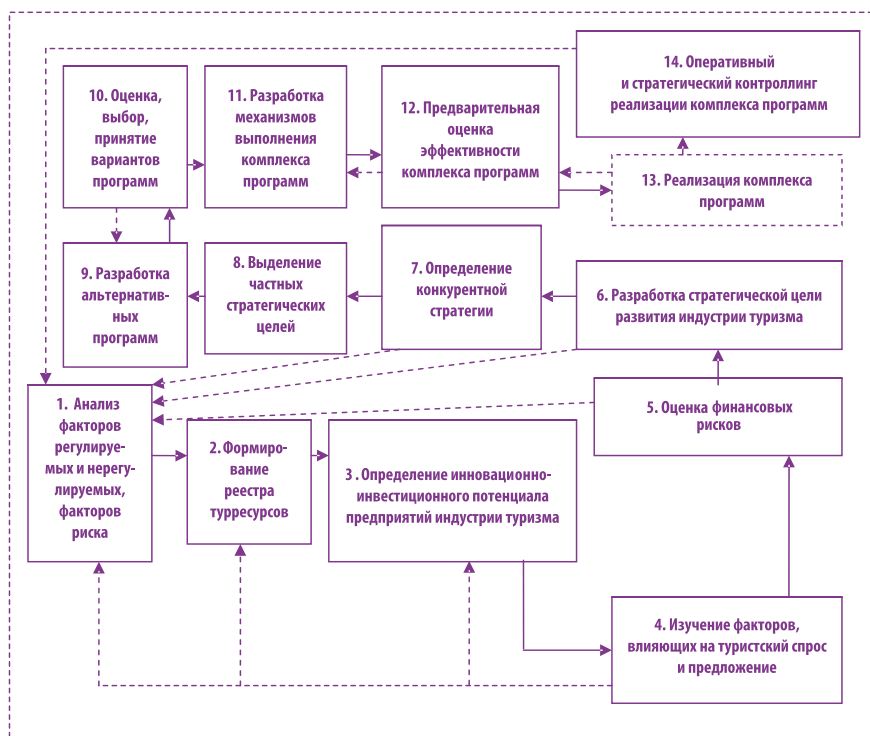 14. Оперативный
и стратегический контроллинг
реализации комплекса программ
10. Оценка,
выбор,
принятие
вариантов
программ
11. Разработка
механизмов
выполнения
комплекса
программ
12. Предварительная
оценка
эффективности
комплекса программ
13. Реализация комплекса
программ
9. Разработка
альтернатив-
ных
программ
8. Выделение
частных
стратегических
целей
7. Определение
конкурентной
стратегии
6. Разработка стратегической цели
развития индустрии туризма
1. Анализ
факторов
регулируе-
мых и нерегу-
лируемых,
факторов
риска
2. Формиро-
вание
реестра
турресурсов
3 . Определение инновационно-
инвестиционного потенциала
предприятий индустрии туризма
5. Оценка финансовых
рисков
4. Изучение факторов,
влияющих на туристский спрос
и предложение